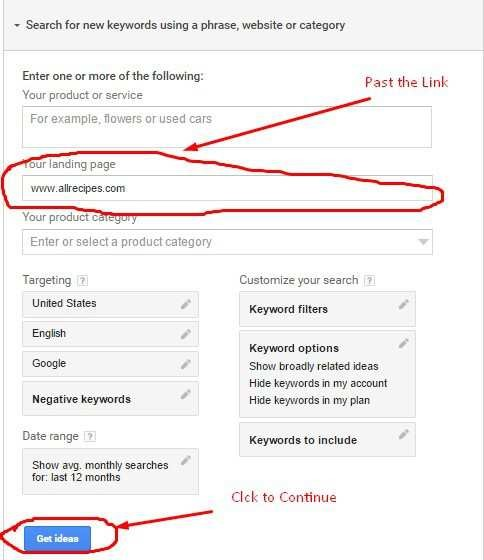 Search for new keywords using a phrase, website or category
Enter one or more of the following:
Past the Link
Your product or service
For example, flowers or used cars
Your landing page
www.allrecipes.com
Your product category
Enter or select a product category
Targeting ?
United States
English
Google
Negative keywords
Customize your search ?
Keyword filters
Keyword options
Show broadly related ideas
Hide keywords in my account
Hide keywords in my plan
Keywords to include
Date range ?
Show avg. monthly searches
for: last 12 months
Clck to Continue
Get ideas